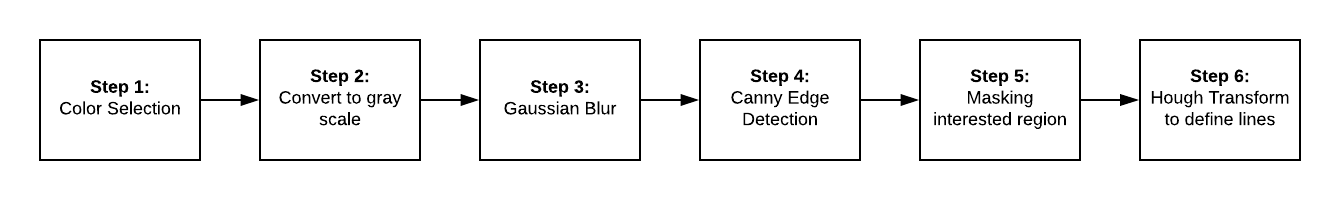 Step 1:
Color Selection
Step 2:
Convert to gray
scale
Step 3:
Gaussian Blur
Step 4:
Canny Edge
Detection
Step 5:
Masking
interested region
Step 6:
Hough Transform
to define lines